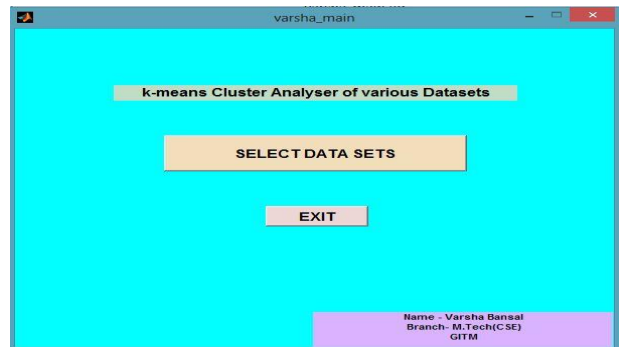 varsha_main
k-means Cluster Analyser of various Datasets
SELECT DATA SETS
EXIT
Name - Varsha Bansal
Branch- M.Tech(CSE)
GITM